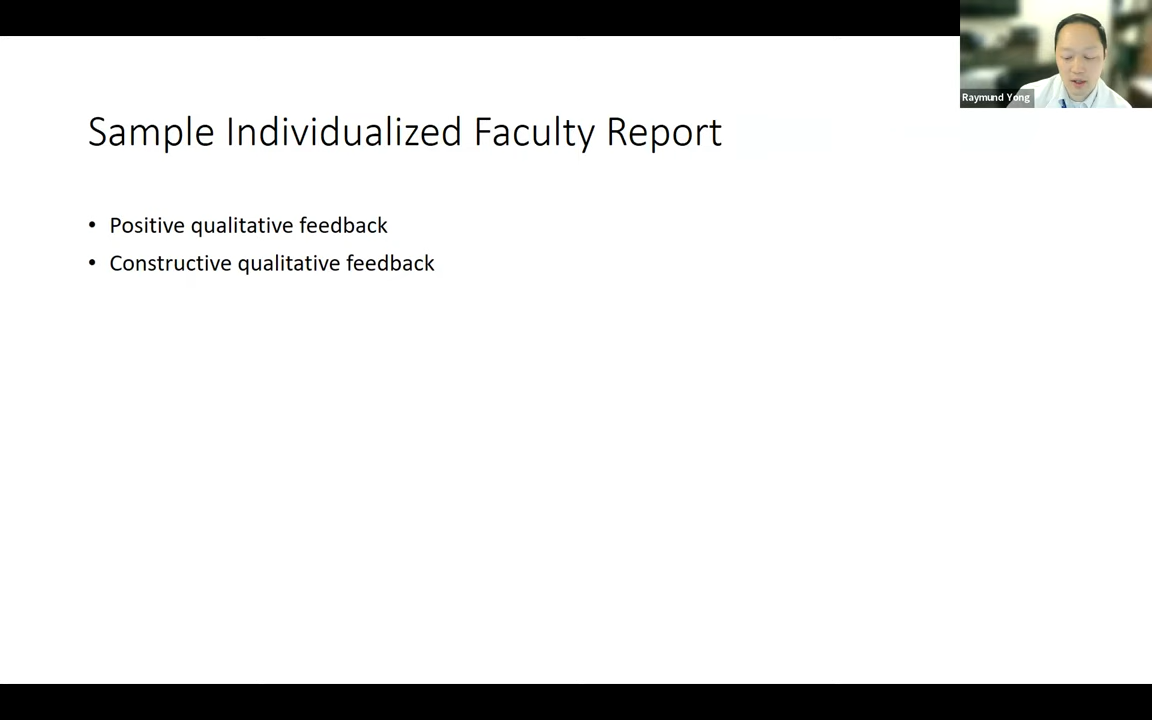 Raymund Yong
Sample Individualized Faculty Report
• Positive qualitative feedback
• Constructive qualitative feedback